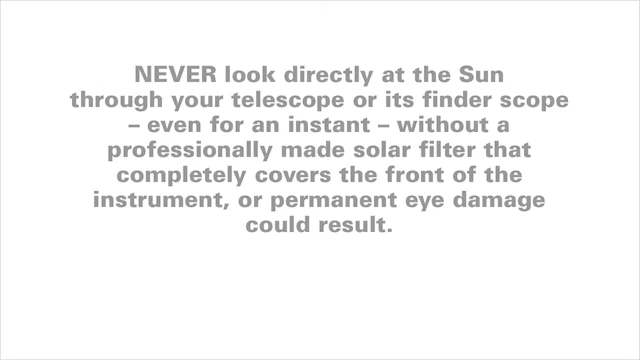 NEVER look directly at the Sun
through your telescope or its finder scope
– even for an instant – without a
professionally made solar filter that
completely covers the front of the
instrument, or permanent eye damage
could result.